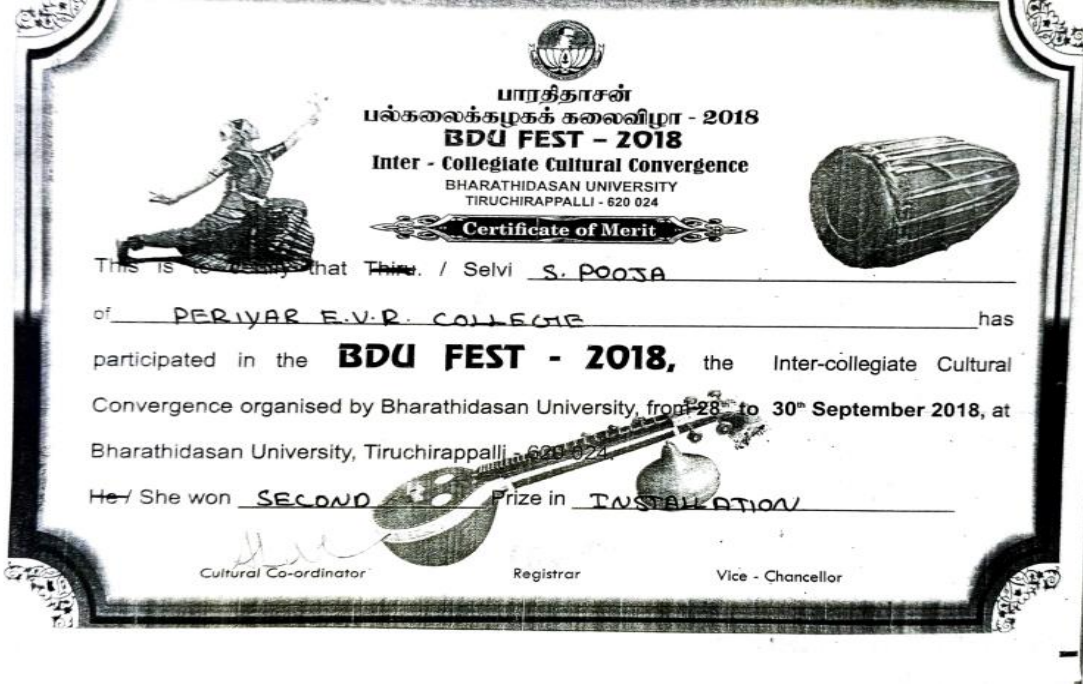 பாரதிதாசன்
பல்கலைக்கழகக் கலைவிழா - 2018
BDU FEST – 2018
Inter - Collegiate Cultural Convergence
BHARATHIDASAN UNIVERSITY
TIRUCHIRAPPALLI - 620 024
Certificate of Merit
This is to certify that Thiru. / Selvi S. POOJA
of PERIYAR E.V.R. COLLEGE has
participated in the BDU FEST - 2018, the Inter-collegiate Cultural
Convergence organised by Bharathidasan University, from 28th to 30th September 2018, at
Bharathidasan University, Tiruchirappalli - 620 024.
He / She won SECOND Prize in INSTALLATION
Cultural Co-ordinator Registrar Vice - Chancellor